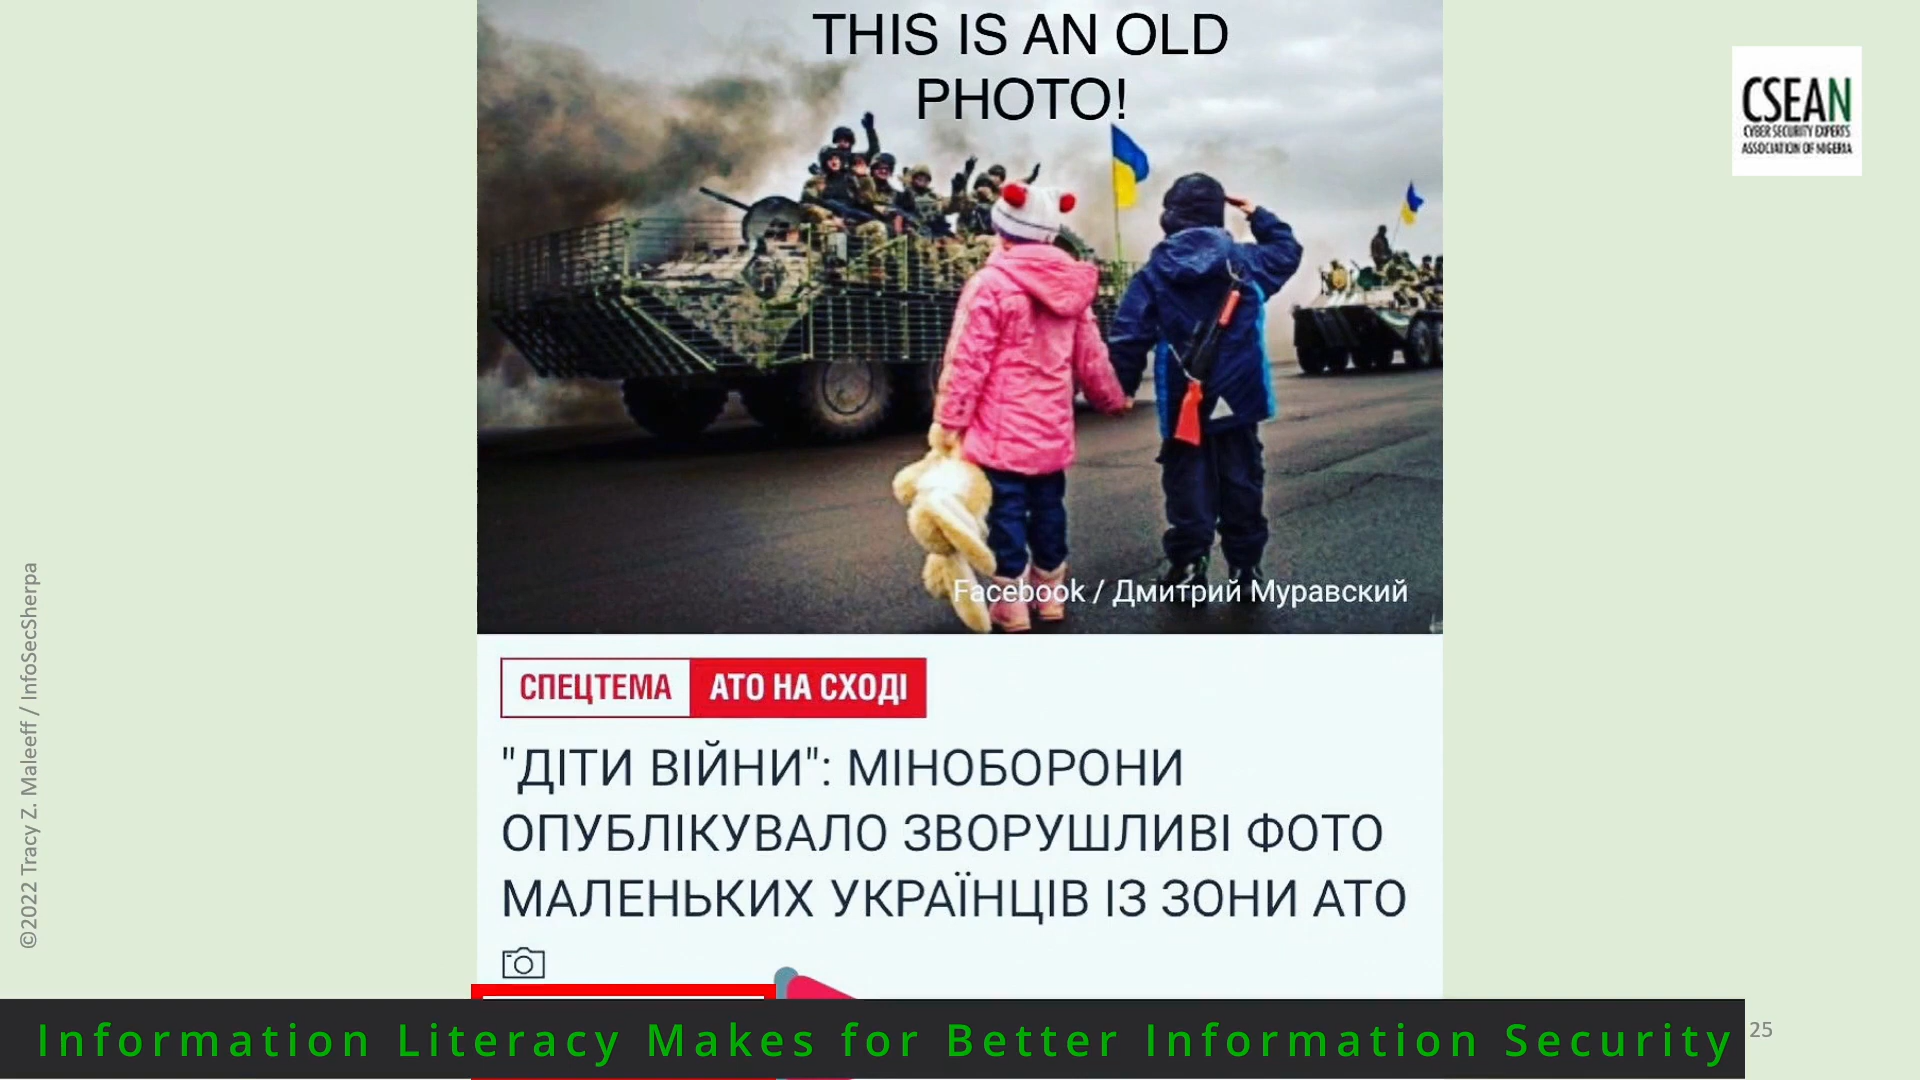 THIS IS AN OLD
PHOTO!
CSEAN
CYBER SECURITY EXPERTS
ASSOCIATION OF NIGERIA
Facebook / Дмитрий Муравский
СПЕЦТЕМА АТО НА СХОДІ
"ДІТИ ВІЙНИ": МІНОБОРОНИ
ОПУБЛІКУВАЛО ЗВОРУШЛИВІ ФОТО
МАЛЕНЬКИХ УКРАЇНЦІВ ІЗ ЗОНИ АТО
©2022 Tracy Z. Maleeff / InfoSecSherpa
Information Literacy Makes for Better Information Security
25